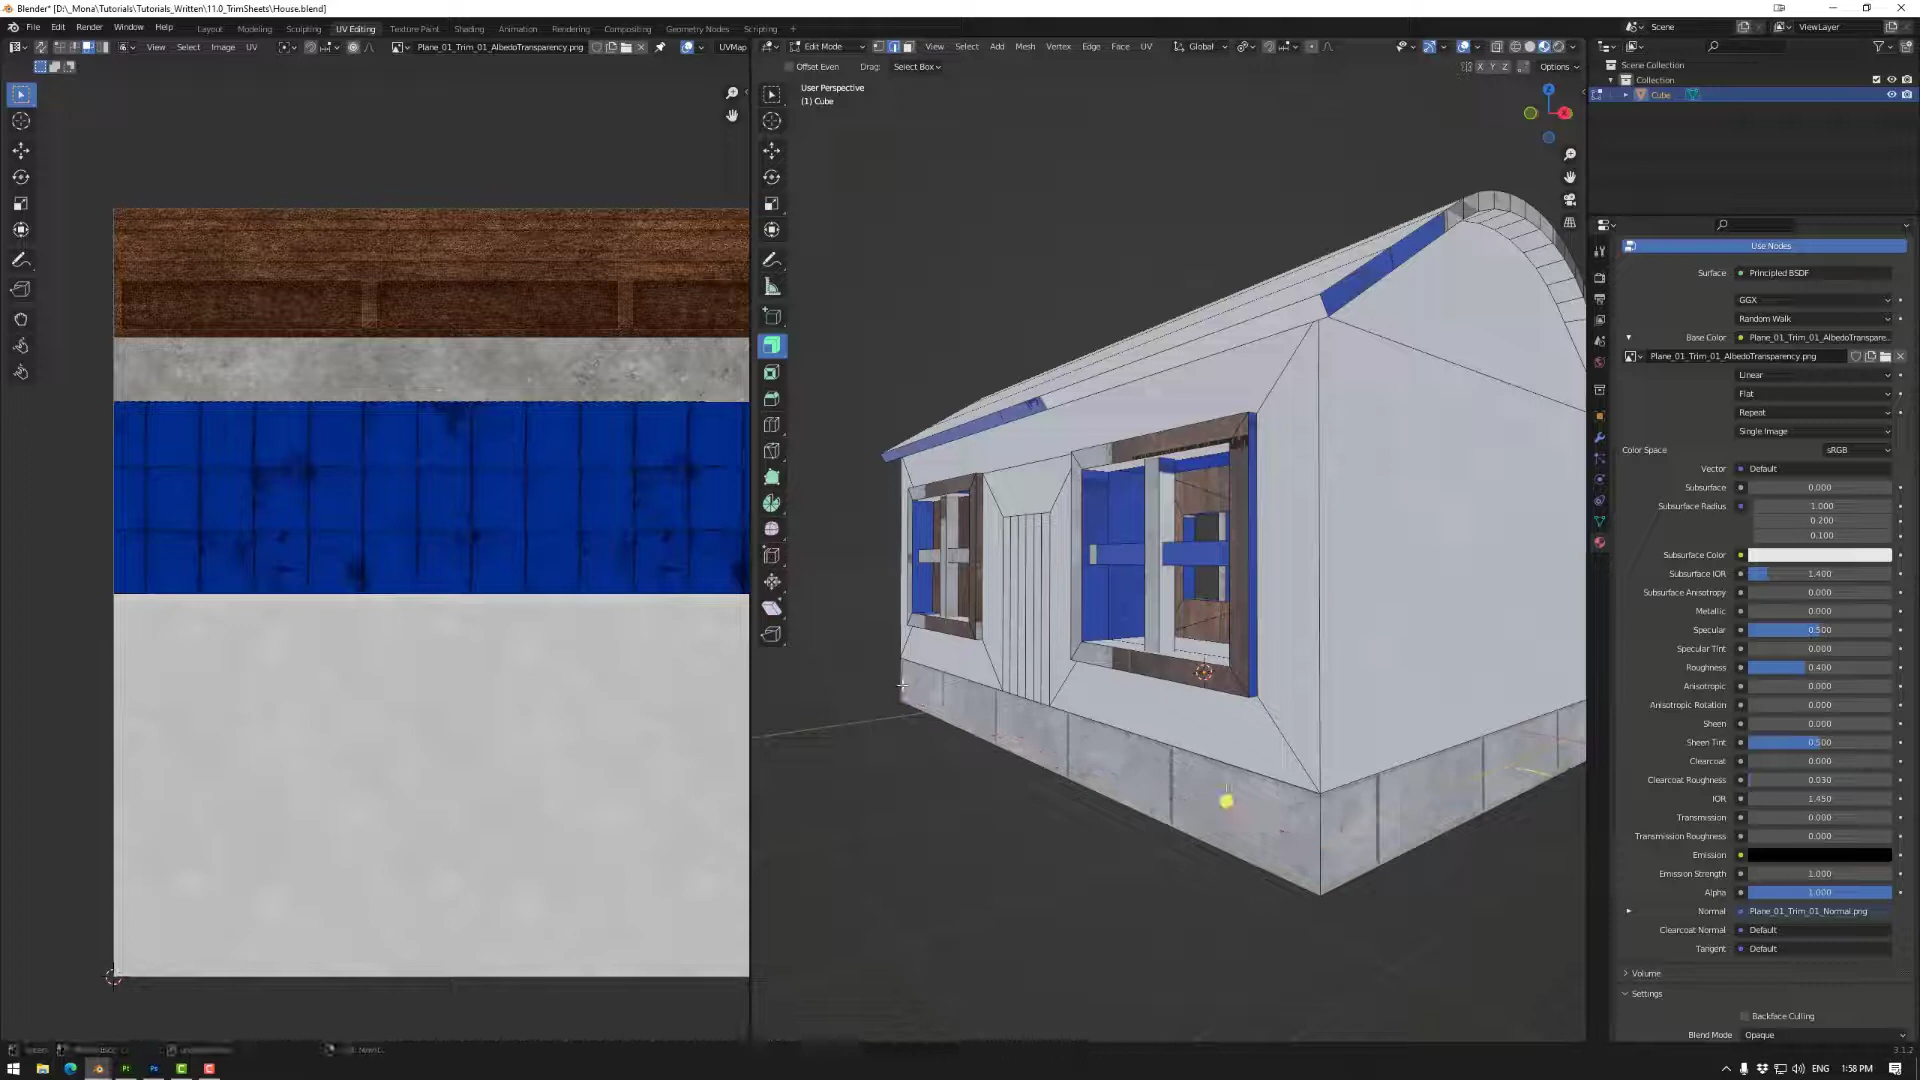 Blender* [D:\_Mona\Tutorials\Tutorials_Written\11.0_TrimSheets\House.blend]
File Edit Render Window Help Layout Modeling Sculpting UV Editing Texture Paint Shading Animation Rendering Compositing Geometry Nodes Scripting Scene ViewLayer
View Select Image UV Plane_01_Trim_01_AlbedoTransparency.png UVMap Edit Mode View Select Add Mesh Vertex Edge Face UV Global
Offset Even Drag: Select Box X Y Z Options
User Perspective
(1) Cube
Scene Collection
Collection
Cube
Use Nodes
Surface Principled BSDF
GGX
Random Walk
Base Color Plane_01_Trim_01_AlbedoTranspare..
Plane_01_Trim_01_AlbedoTransparency.png
Linear
Flat
Repeat
Single Image
Color Space sRGB
Vector Default
Subsurface 0.000
Subsurface Radius 1.000
0.200
0.100
Subsurface Color
Subsurface IOR 1.400
Subsurface Anisotropy 0.000
Metallic 0.000
Specular 0.500
Specular Tint 0.000
Roughness 0.400
Anisotropic 0.000
Anisotropic Rotation 0.000
Sheen 0.000
Sheen Tint 0.500
Clearcoat 0.000
Clearcoat Roughness 0.030
IOR 1.450
Transmission 0.000
Transmission Roughness 0.000
Emission
Emission Strength 1.000
Alpha 1.000
Normal Plane_01_Trim_01_Normal.png
Clearcoat Normal Default
Tangent Default
Volume
Settings
Backface Culling
Blend Mode Opaque
3.1.2
ENG 1:58 PM